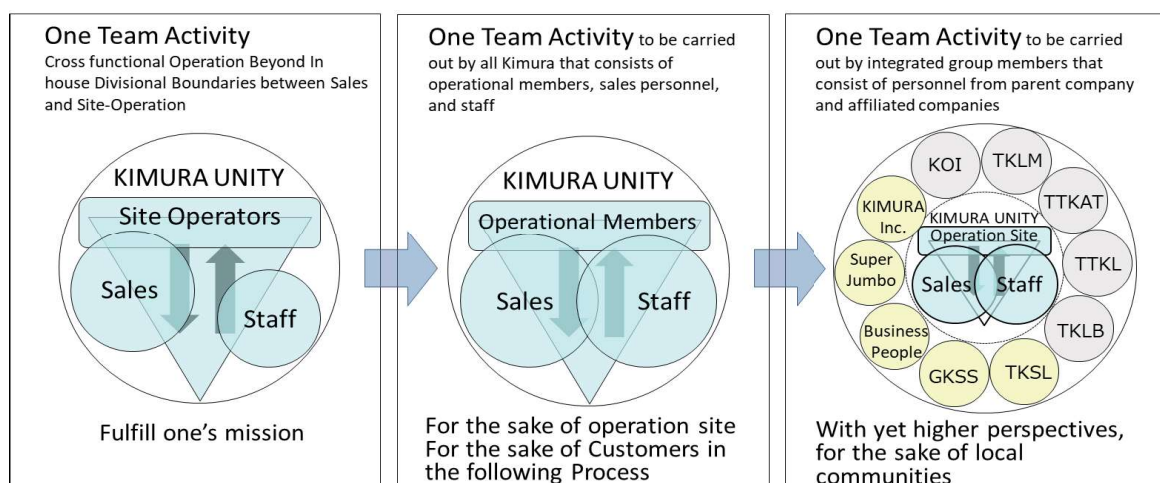 One Team Activity
Cross functional Operation Beyond In
house Divisional Boundaries between Sales
and Site-Operation
KIMURA UNITY
Site Operators
Sales
Staff
Fulfill one's mission
One Team Activity to be carried
out by all Kimura that consists of
operational members, sales personnel,
and staff
KIMURA UNITY
Operational Members
Sales
Staff
For the sake of operation site
For the sake of Customers in
the following Process
One Team Activity to be carried
out by integrated group members that
consist of personnel from parent company
and affiliated companies
KOI
TKLM
TTKAT
KIMURA
Inc.
KIMURA UNITY
Operation Site
Super
Jumbo
Sales
Staff
TTKL
Business
People
TKLB
GKSS
TKSL
With yet higher perspectives,
for the sake of local
communities